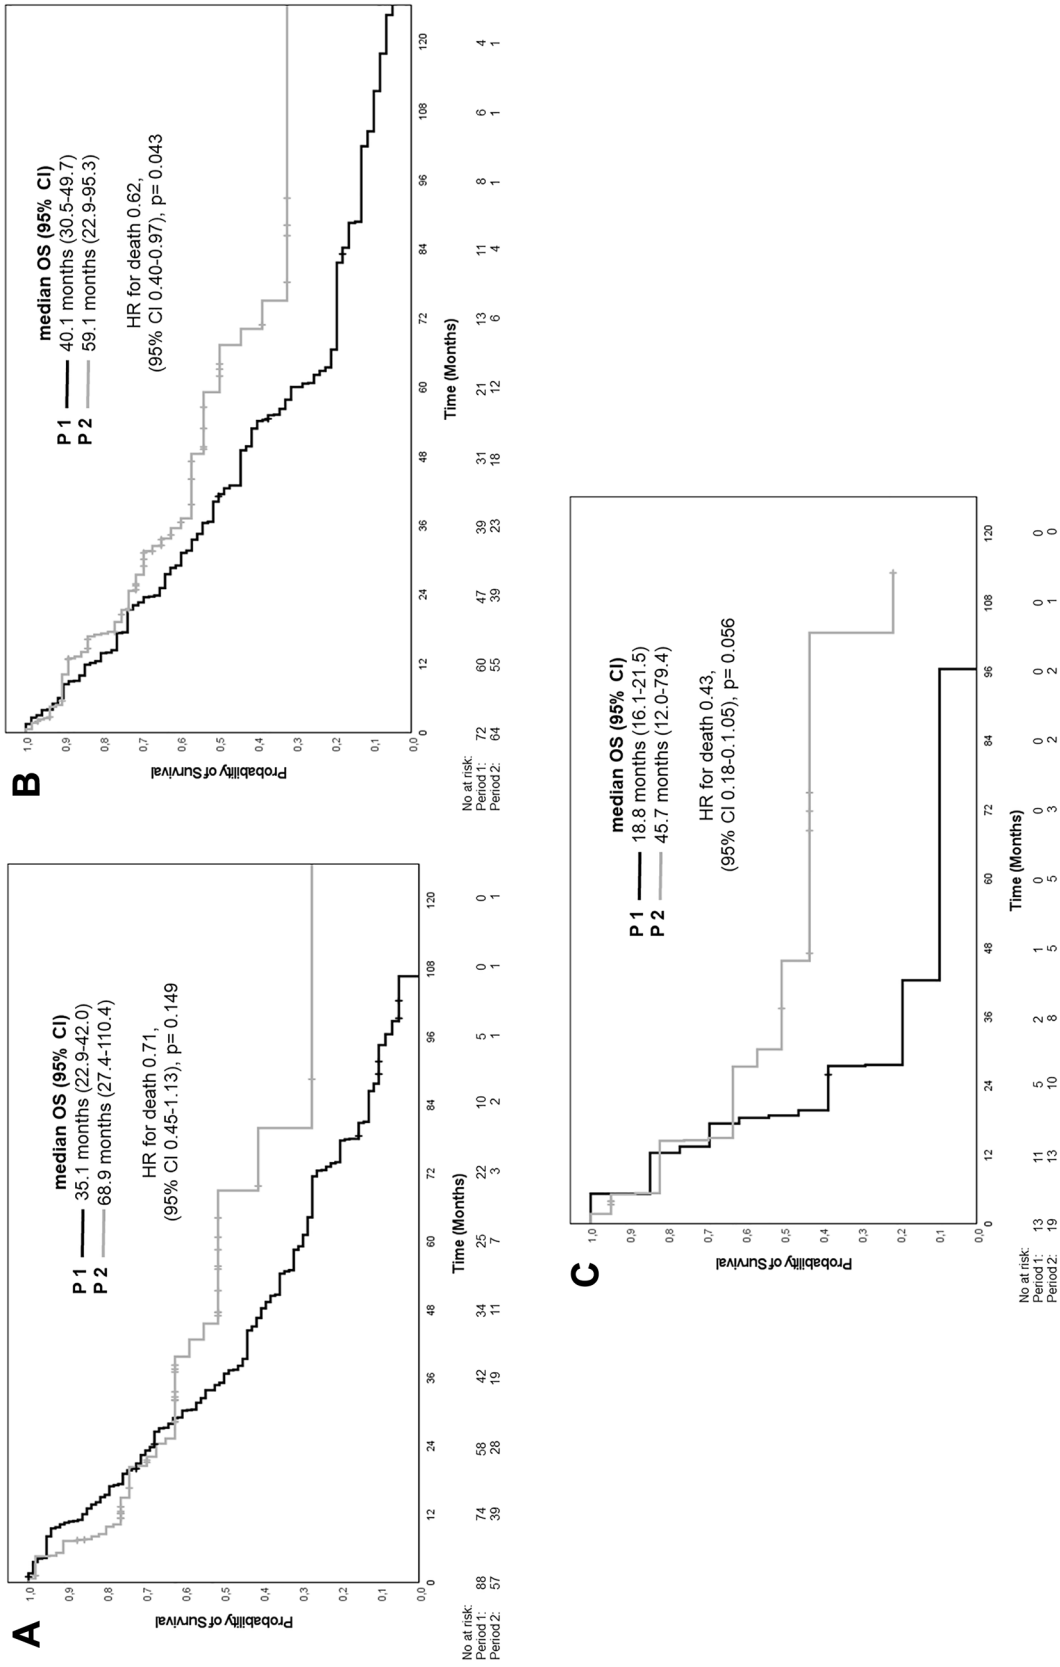 A
Probability of Survival
1,0
0,9
0,8
0,7
0,6
0,5
0,4
0,3
0,2
0,1
0,0
median OS (95% CI)
P 1 35.1 months (22.9-42.0)
P 2 68.9 months (27.4-110.4)
HR for death 0.71,
(95% CI 0.45-1.13), p= 0.149
0 12 24 36 48 60 72 84 96 108 120
Time (Months)
No at risk:
Period 1: 88 74 58 42 34 25 22 10 5 0 0
Period 2: 57 39 28 19 11 7 3 2 1 1 1
B
Probability of Survival
1,0
0,9
0,8
0,7
0,6
0,5
0,4
0,3
0,2
0,1
0,0
median OS (95% CI)
P 1 40.1 months (30.5-49.7)
P 2 59.1 months (22.9-95.3)
HR for death 0.62,
(95% CI 0.40-0.97), p= 0.043
0 12 24 36 48 60 72 84 96 108 120
Time (Months)
No at risk:
Period 1: 72 60 47 39 31 21 13 11 8 6 4
Period 2: 64 55 39 23 18 12 6 4 1 1 1
C
Probability of Survival
1,0
0,9
0,8
0,7
0,6
0,5
0,4
0,3
0,2
0,1
0,0
median OS (95% CI)
P 1 18.8 months (16.1-21.5)
P 2 45.7 months (12.0-79.4)
HR for death 0.43,
(95% CI 0.18-0.1.05), p= 0.056
0 12 24 36 48 60 72 84 96 108 120
Time (Months)
No at risk:
Period 1: 13 11 5 2 1 0 0 0 0 0 0
Period 2: 19 13 10 8 5 5 3 2 2 1 0